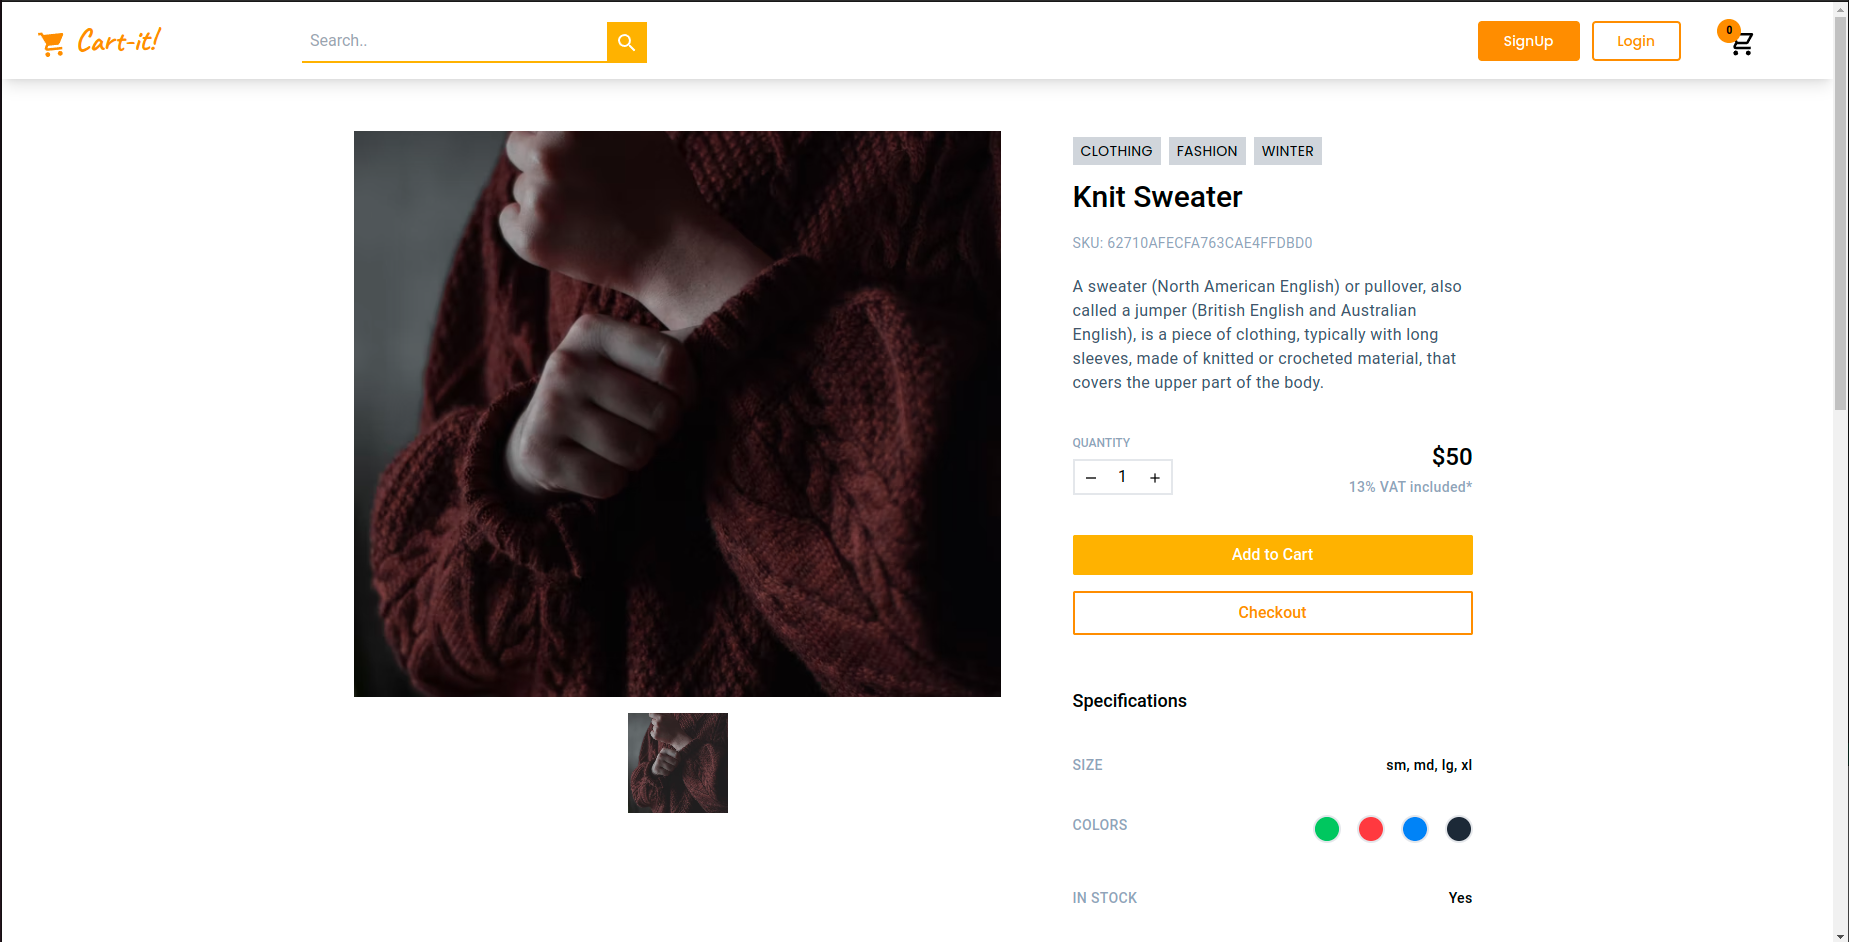 Cart-it!
Search..
SignUp
Login
0
CLOTHING
FASHION
WINTER
Knit Sweater
SKU: 62710AFECFA763CAE4FFDBD0
A sweater (North American English) or pullover, also
called a jumper (British English and Australian
English), is a piece of clothing, typically with long
sleeves, made of knitted or crocheted material, that
covers the upper part of the body.
QUANTITY
1
$50
13% VAT included*
Add to Cart
Checkout
Specifications
SIZE
sm, md, lg, xl
COLORS
IN STOCK
Yes